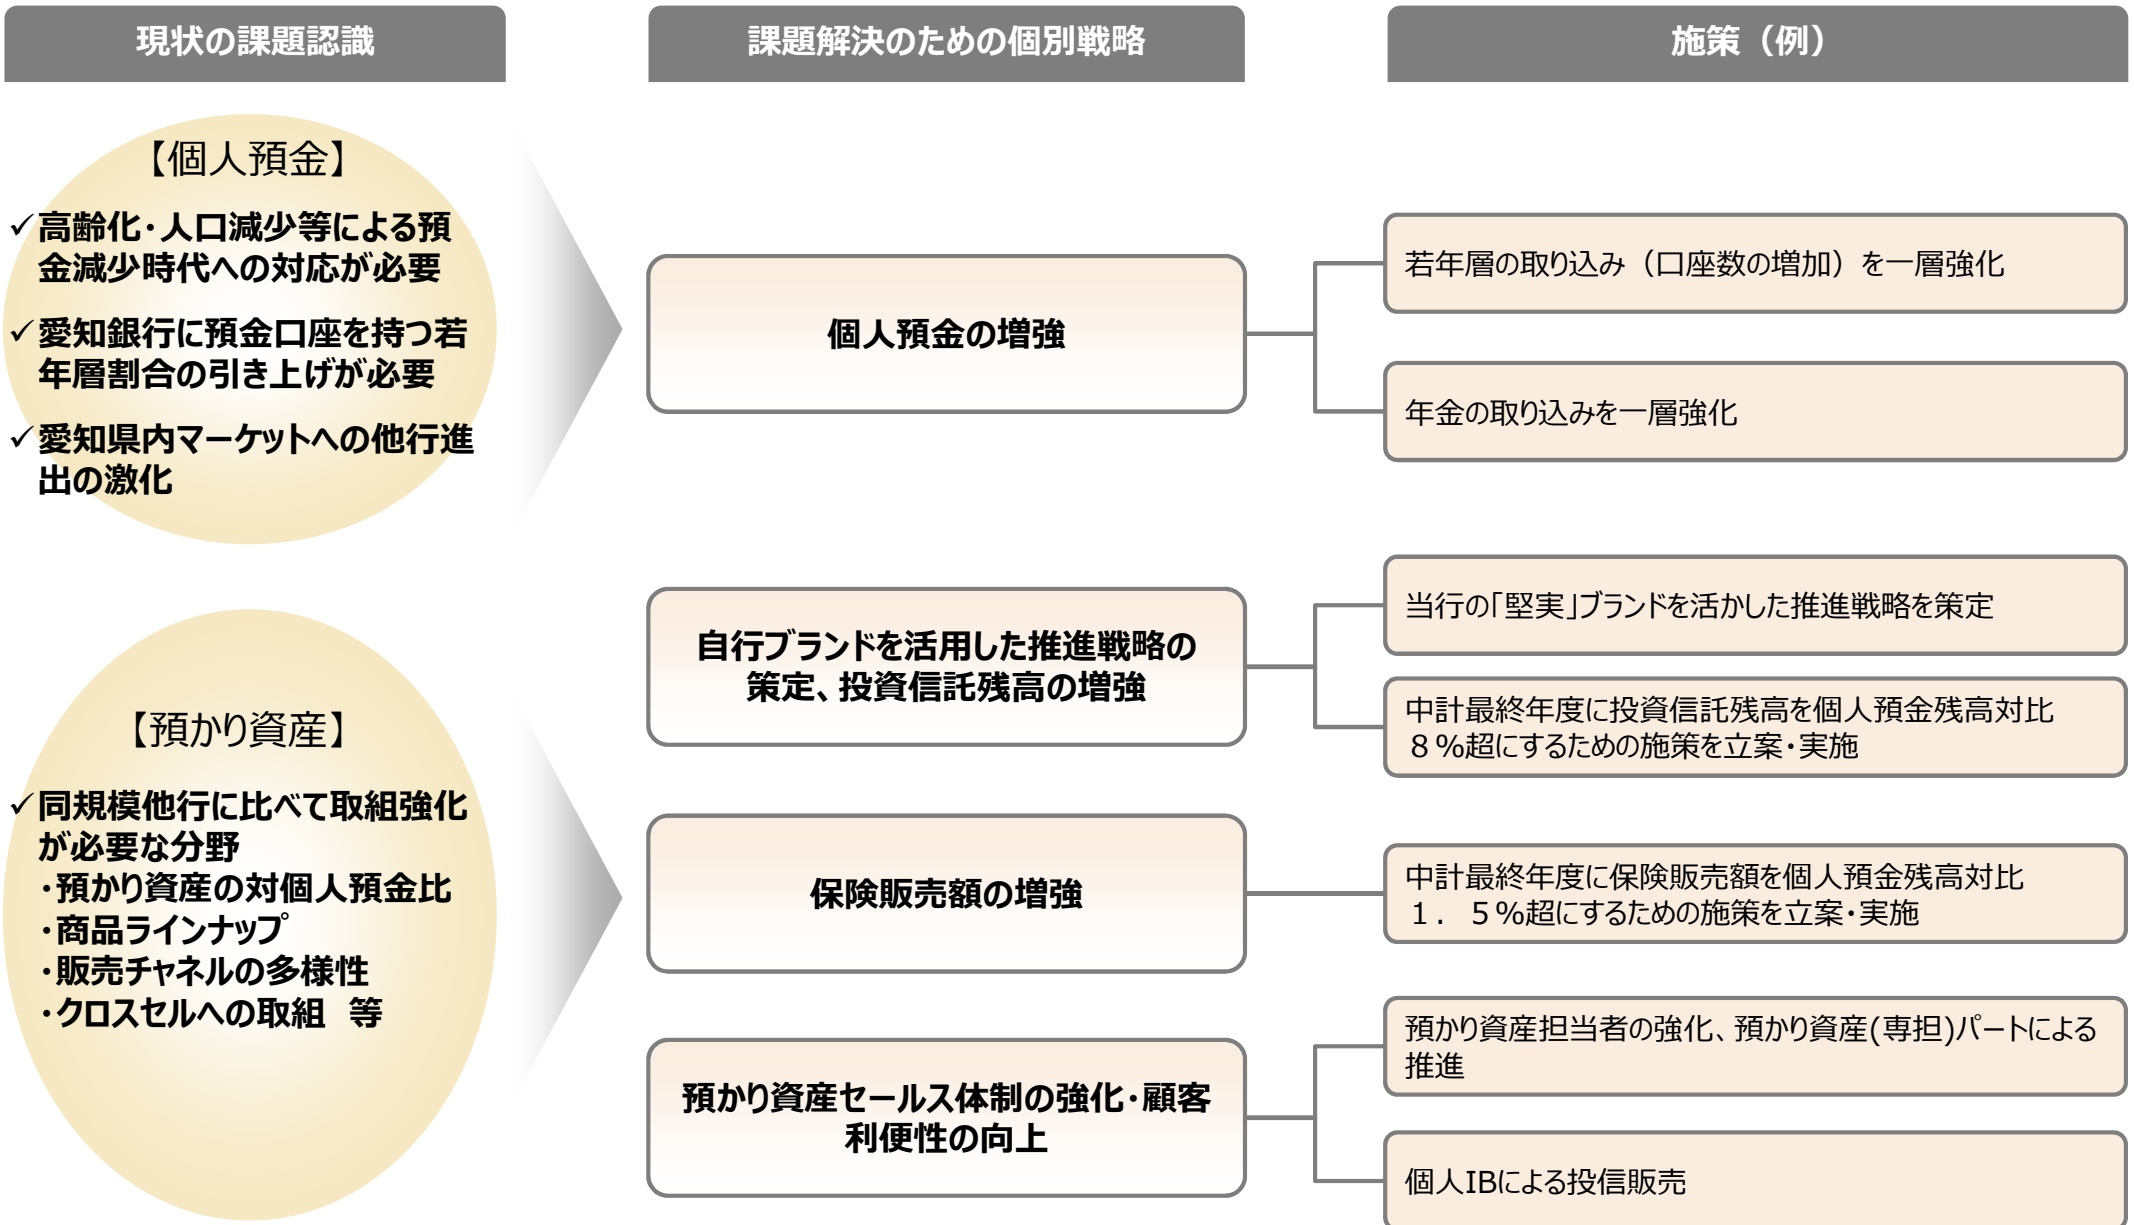 現状の課題認識
課題解決のための個別戦略
施策（例）
【個人預金】
✓高齢化･人口減少等による預
金減少時代への対応が必要
✓愛知銀行に預金口座を持つ若
年層割合の引き上げが必要
✓愛知県内マーケットへの他行進
出の激化
個人預金の増強
若年層の取り込み（口座数の増加）を一層強化
年金の取り込みを一層強化
【預かり資産】
✓同規模他行に比べて取組強化
が必要な分野
・預かり資産の対個人預金比
・商品ラインナップ
・販売チャネルの多様性
・クロスセルへの取組　等
自行ブランドを活用した推進戦略の
策定、投資信託残高の増強
当行の｢堅実｣ブランドを活かした推進戦略を策定
中計最終年度に投資信託残高を個人預金残高対比
８％超にするための施策を立案･実施
保険販売額の増強
中計最終年度に保険販売額を個人預金残高対比
１．５％超にするための施策を立案･実施
預かり資産セールス体制の強化･顧客
利便性の向上
預かり資産担当者の強化、預かり資産(専担)パートによる
推進
個人IBによる投信販売